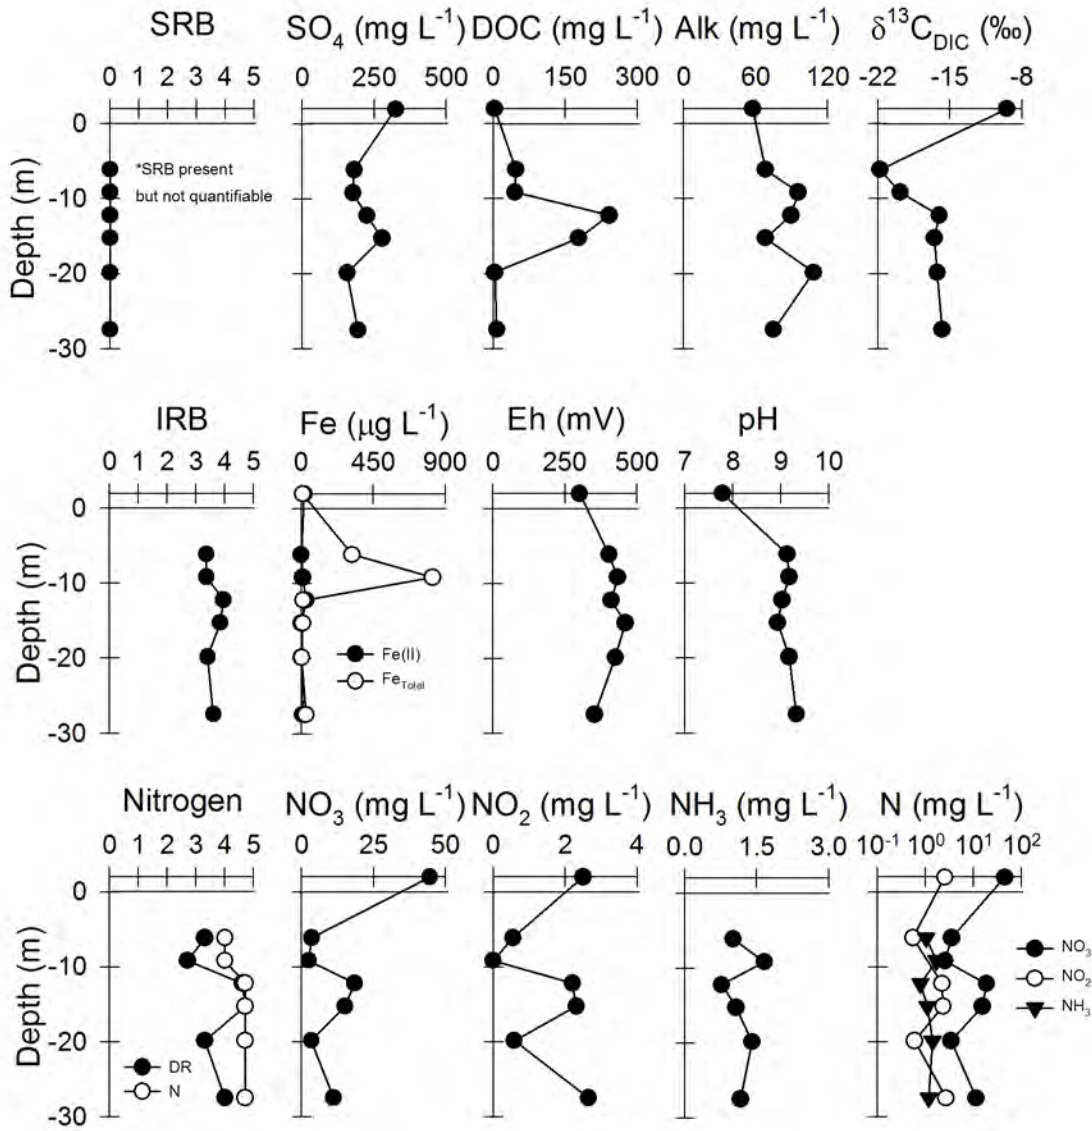 SRB SO4 (mg L-1) DOC (mg L-1) Alk (mg L-1) δ13CDIC (‰)
0 1 2 3 4 5 0 250 500 0 150 300 0 60 120 -22 -15 -8
0
*SRB present
but not quantifiable
-10
-20
-30
Depth (m)
IRB Fe (μg L-1) Eh (mV) pH
0 1 2 3 4 5 0 450 900 0 250 500 7 8 9 10
0
-10
-20
-30
Depth (m)
Fe(II)
FeTotal
Nitrogen NO3 (mg L-1) NO2 (mg L-1) NH3 (mg L-1) N (mg L-1)
0 1 2 3 4 5 0 25 50 0 2 4 0.0 1.5 3.0 10-1 100 101 102
0
-10
-20
-30
Depth (m)
DR
N
NO3
NO2
NH3